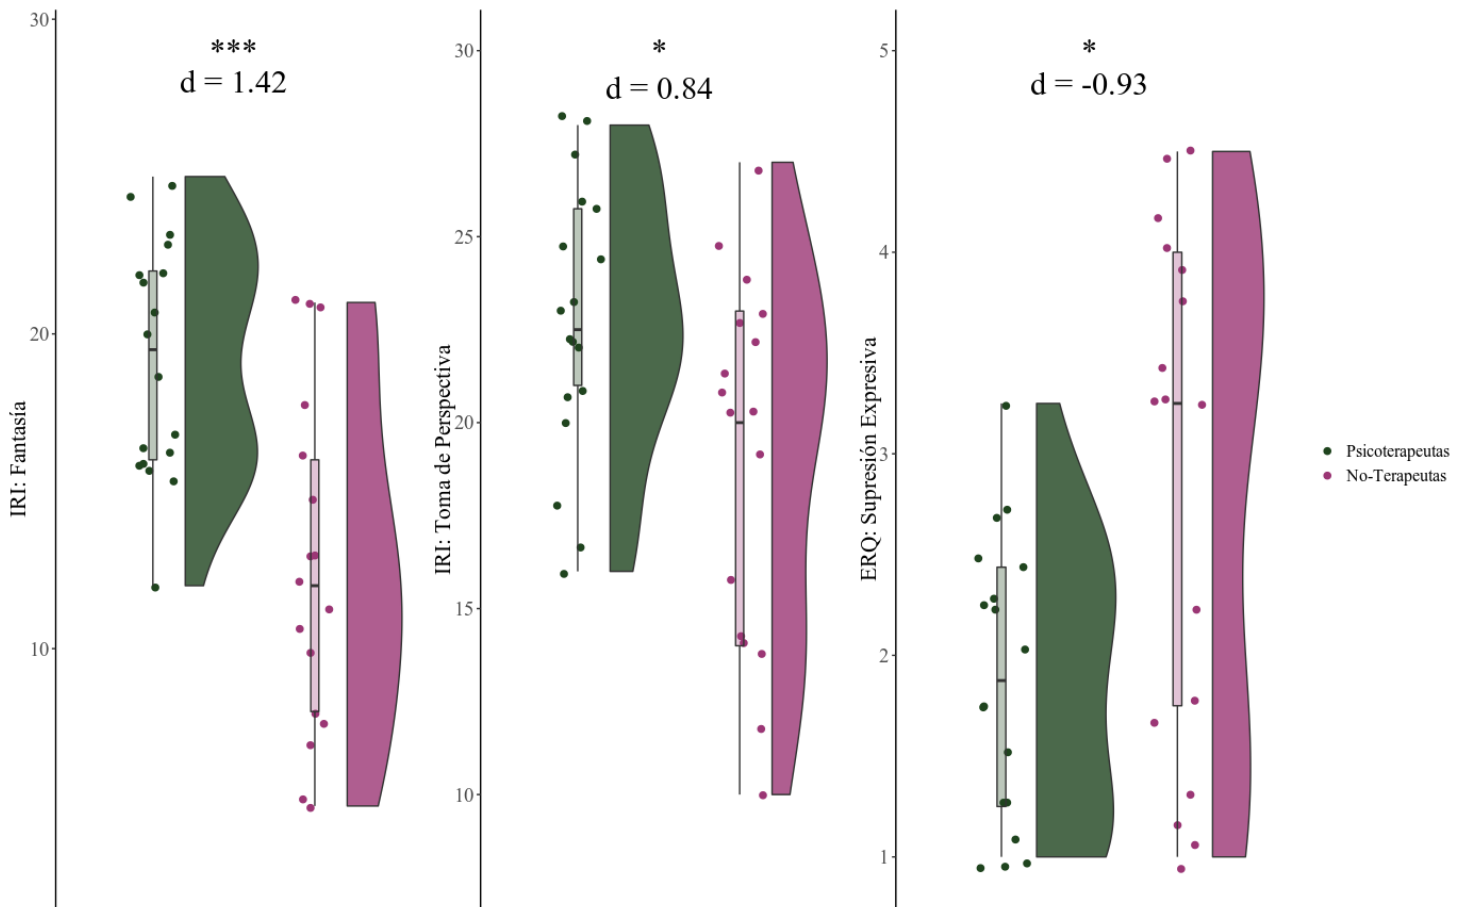 ***
d = 1.42
30
20
10
IRI: Fantasía
*
d = 0.84
30
25
20
15
10
IRI: Toma de Perspectiva
*
d = -0.93
5
4
3
2
1
ERQ: Supresión Expresiva
Psicoterapeutas
No-Terapeutas